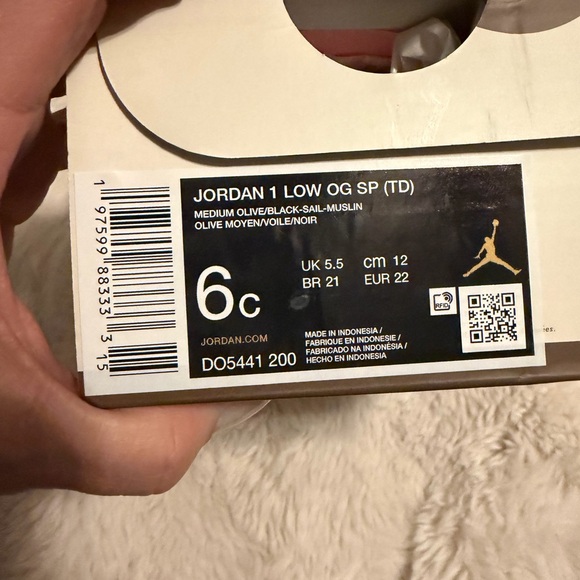 JORDAN 1 LOW OG SP (TD)
MEDIUM OLIVE/BLACK-SAIL-MUSLIN
OLIVE MOYEN/VOILE/NOIR
6C
UK 5.5 cm 12
BR 21 EUR 22
RFID
JORDAN.COM
DO5441 200
MADE IN INDONESIA /
FABRIQUE EN INDONESIE /
FABRICADO NA INDONÉSIA /
HECHO EN INDONESIA
1 97599 88333 3 15